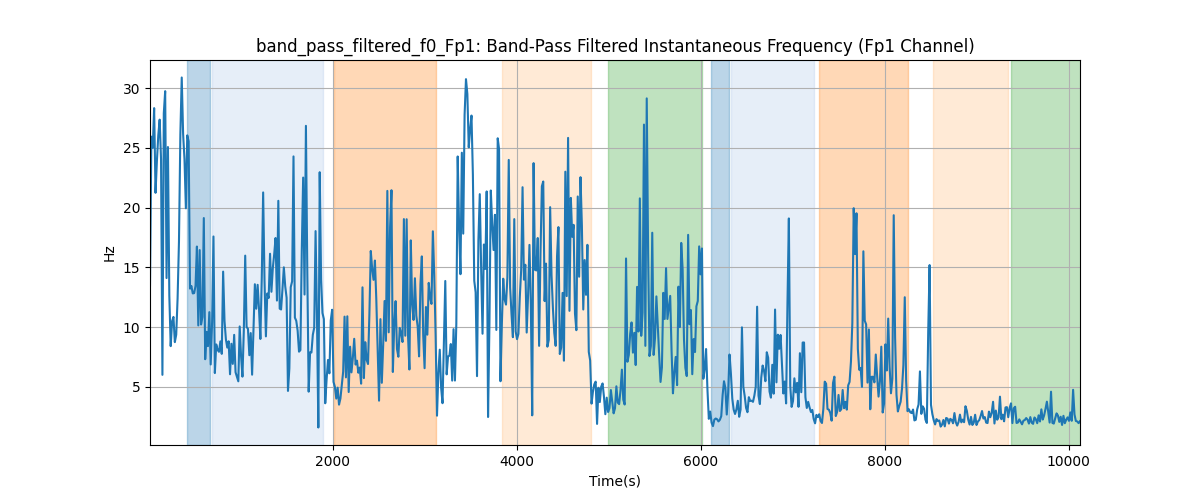 band_pass_filtered_f0_Fp1: Band-Pass Filtered Instantaneous Frequency (Fp1 Channel)
30
25
20
15
10
5
Hz
2000 4000 6000 8000 10000
Time(s)